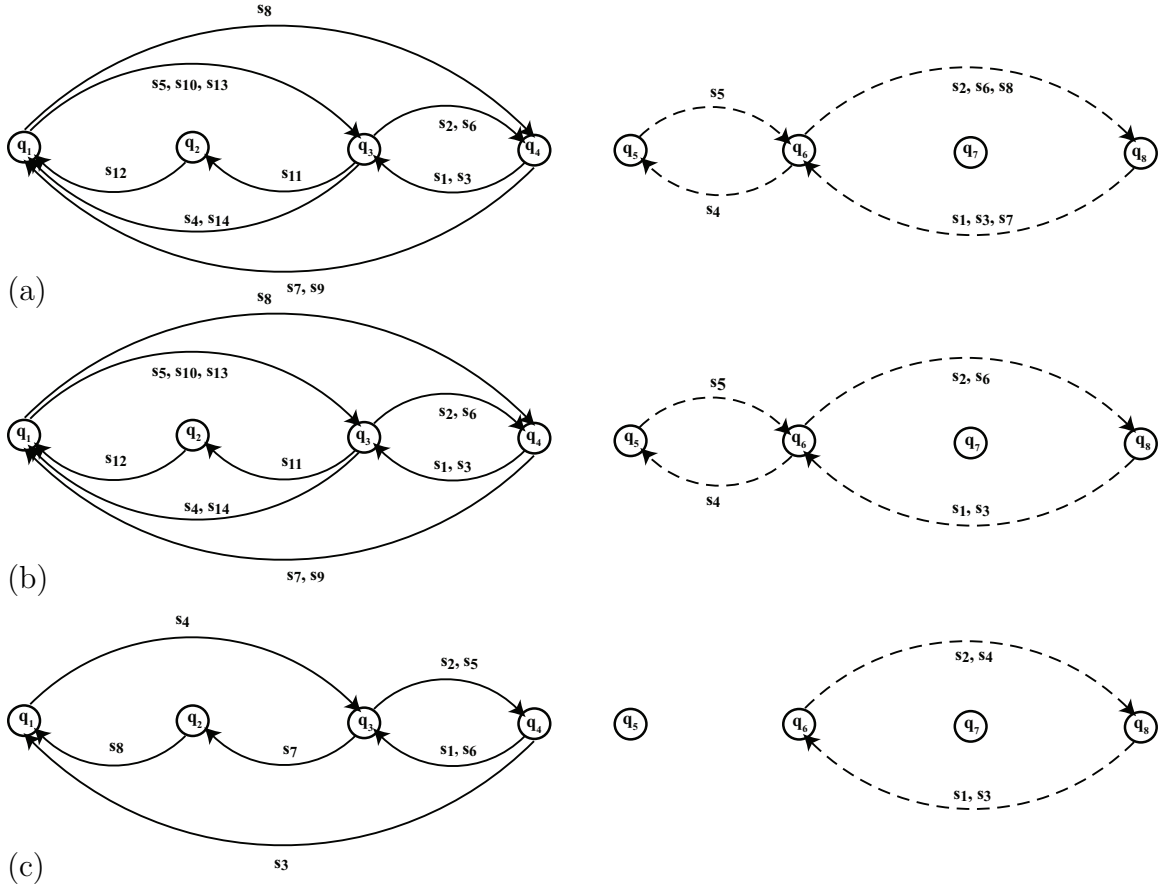 s8
s5, s10, s13
s5
s2, s6, s8
s2, s6
q1 q2 q3 q4 q5 q6 q7 q8
s12 s11 s1, s3
s4, s14 s4 s1, s3, s7
s7, s9
(a)
s8
s5, s10, s13
s5 s2, s6
s2, s6
q1 q2 q3 q4 q5 q6 q7 q8
s12 s11 s1, s3
s4, s14 s4 s1, s3
s7, s9
(b)
s4
s2, s5 s2, s4
q1 q2 q3 q4 q5 q6 q7 q8
s8 s7 s1, s6
s1, s3
s3
(c)